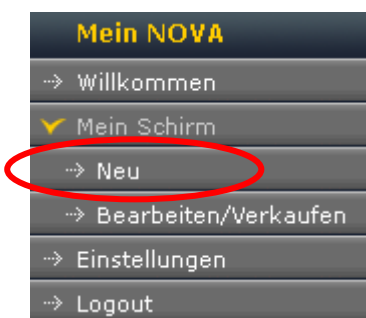 Mein NOVA
Willkommen
Mein Schirm
Neu
Bearbeiten/Verkaufen
Einstellungen
Logout